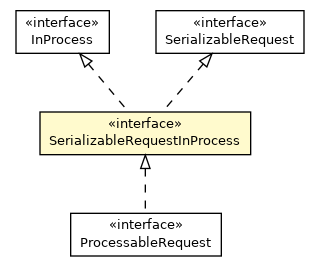 «interface»
InProcess
«interface»
SerializableRequest
«interface»
SerializableRequestInProcess
«interface»
ProcessableRequest